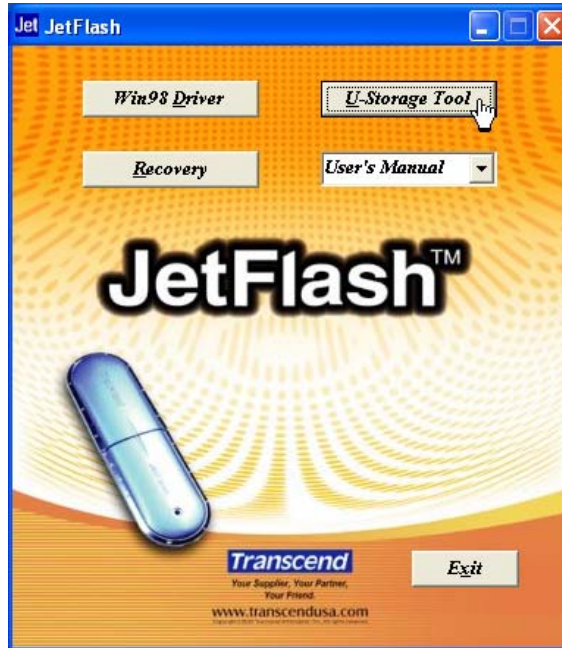 Jet JetFlash
Win98 Driver
U-Storage Tool
Recovery
User's Manual
JetFlash™
Transcend
Your Supplier, Your Partner,
Your Friend.
www.transcendusa.com
Exit